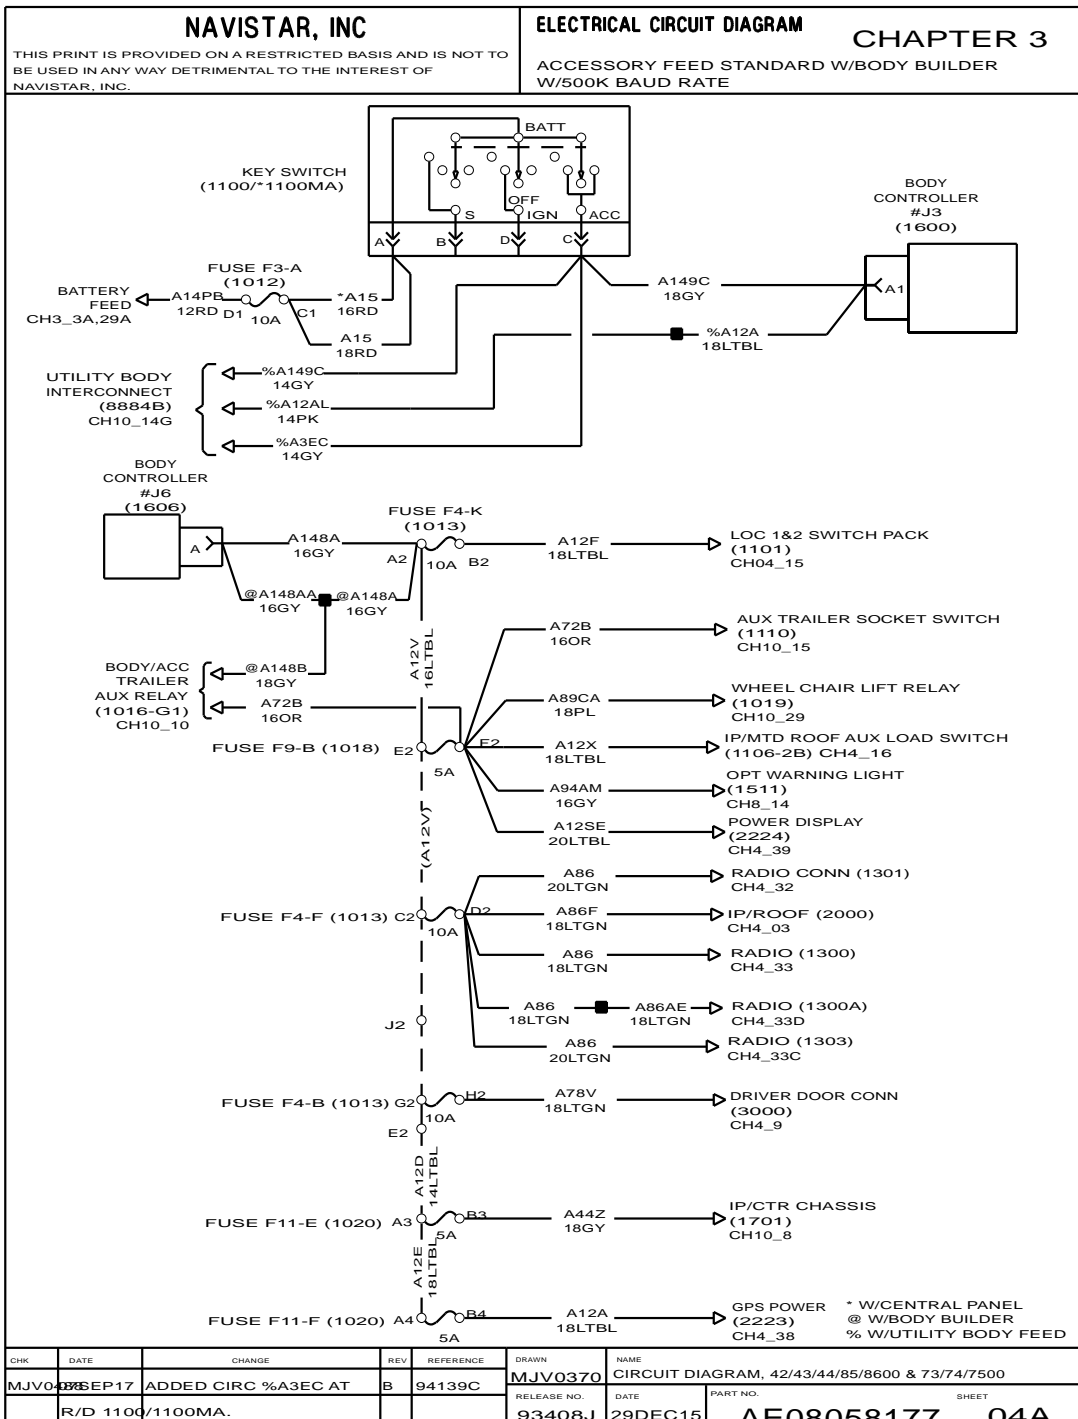 NAVISTAR, INC
THIS PRINT IS PROVIDED ON A RESTRICTED BASIS AND IS NOT TO
BE USED IN ANY WAY DETRIMENTAL TO THE INTEREST OF
NAVISTAR, INC.
ELECTRICAL CIRCUIT DIAGRAM
CHAPTER 3
ACCESSORY FEED STANDARD W/BODY BUILDER
W/500K BAUD RATE
KEY SWITCH
(1100/*1100MA)
BATT
OFF
S
IGN
ACC
A
B
D
C
BODY
CONTROLLER
#J3
(1600)
A1
A149C
18GY
%A12A
18LTBL
FUSE F3-A
(1012)
BATTERY
FEED
CH3_3A,29A
A14PB
12RD
D1
10A
C1
*A15
16RD
A15
18RD
UTILITY BODY
INTERCONNECT
(8884B)
CH10_14G
%A149C
14GY
%A12AL
14PK
%A3EC
14GY
BODY
CONTROLLER
#J6
(1606)
A
A148A
16GY
@A148AA
16GY
@A148A
16GY
FUSE F4-K
(1013)
A2
10A
B2
A12F
18LTBL
LOC 1&2 SWITCH PACK
(1101)
CH04_15
A12V
16LTBL
BODY/ACC
TRAILER
AUX RELAY
(1016-G1)
CH10_10
@A148B
18GY
A72B
16OR
FUSE F9-B (1018)
E2
F2
5A
A72B
16OR
AUX TRAILER SOCKET SWITCH
(1110)
CH10_15
A89CA
18PL
WHEEL CHAIR LIFT RELAY
(1019)
CH10_29
A12X
18LTBL
IP/MTD ROOF AUX LOAD SWITCH
(1106-2B) CH4_16
A94AM
16GY
OPT WARNING LIGHT
(1511)
CH8_14
A12SE
20LTBL
POWER DISPLAY
(2224)
CH4_39
(A12V)
FUSE F4-F (1013)
C2
D2
10A
A86
20LTGN
RADIO CONN (1301)
CH4_32
A86F
18LTGN
IP/ROOF (2000)
CH4_03
A86
18LTGN
RADIO (1300)
CH4_33
A86
18LTGN
A86AE
18LTGN
RADIO (1300A)
CH4_33D
A86
20LTGN
RADIO (1303)
CH4_33C
J2
FUSE F4-B (1013)
G2
H2
10A
A78V
18LTGN
DRIVER DOOR CONN
(3000)
CH4_9
E2
A12D
14LTBL
FUSE F11-E (1020)
A3
B3
5A
A44Z
18GY
IP/CTR CHASSIS
(1701)
CH10_8
A12E
18LTBL
FUSE F11-F (1020)
A4
B4
5A
A12A
18LTBL
GPS POWER
(2223)
CH4_38
* W/CENTRAL PANEL
@ W/BODY BUILDER
% W/UTILITY BODY FEED
CHK DATE CHANGE REV REFERENCE
ADDED CIRC %A3EC AT B 94139C
R/D 1100/1100MA.
DRAWN
MJV0370
NAME
CIRCUIT DIAGRAM, 42/43/44/85/8600 & 73/74/7500
RELEASE NO.
93408J
DATE
29DEC15
PART NO.
AE08058177
SHEET
04A